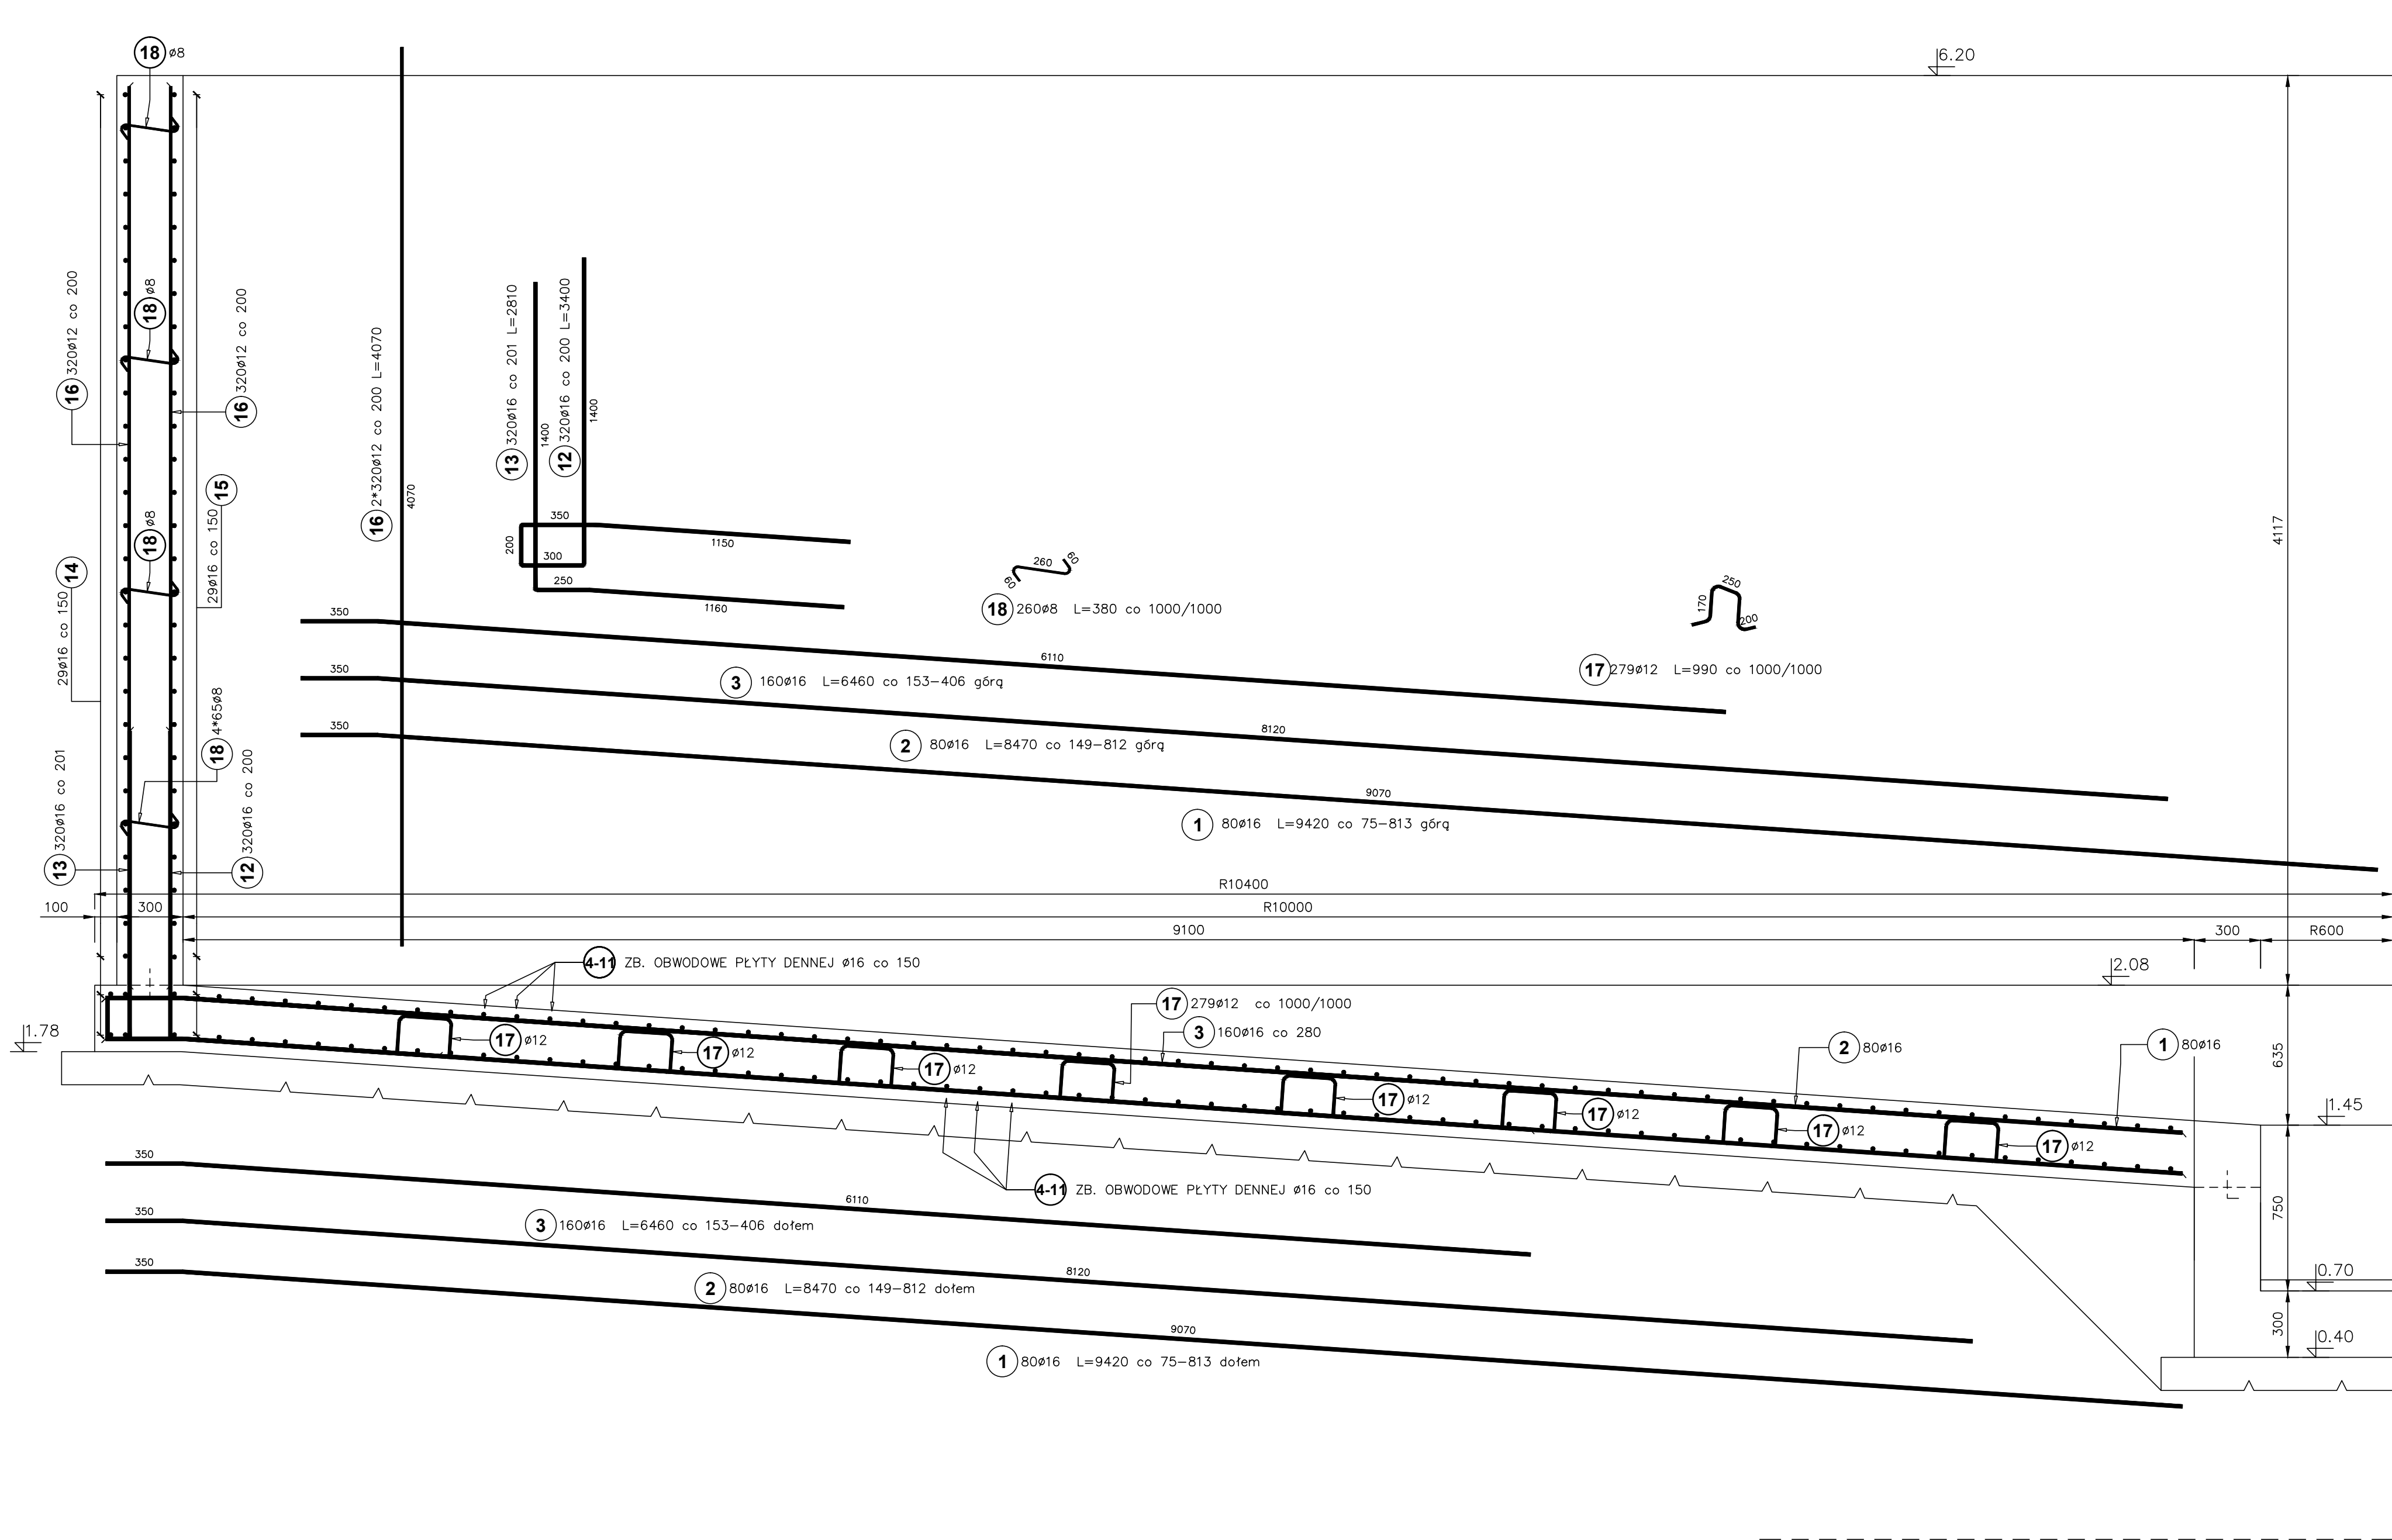 18 ø8
6.20
16 320ø12 co 200
18 ø8
16 320ø12 co 200
14
29ø16 co 150
18 ø8
15
29ø16 co 150
13 320ø16 co 201
18 4*65ø8
12 320ø16 co 200
16 2*320ø12 co 200 L=4070
4070
13 320ø16 co 201 L=2810
1400
12 320ø16 co 200 L=3400
1400
350
200
1150
300
250
1160
60
260
60
18 260ø8 L=380 co 1000/1000
250
170
200
17 279ø12 L=990 co 1000/1000
4117
350
6110
3 160ø16 L=6460 co 153-406 górą
350
8120
2 80ø16 L=8470 co 149-812 górą
350
9070
1 80ø16 L=9420 co 75-813 górą
R10400
100
300
R10000
9100
300
R600
4-11 ZB. OBWODOWE PŁYTY DENNEJ ø16 co 150
2.08
1.78
17 279ø12 co 1000/1000
3 160ø16 co 280
2 80ø16
1 80ø16
17 ø12
17 ø12
17 ø12
17 ø12
17 ø12
17 ø12
17 ø12
635
1.45
4-11 ZB. OBWODOWE PŁYTY DENNEJ ø16 co 150
750
350
6110
3 160ø16 L=6460 co 153-406 dołem
350
8120
2 80ø16 L=8470 co 149-812 dołem
350
9070
1 80ø16 L=9420 co 75-813 dołem
0.70
300
0.40